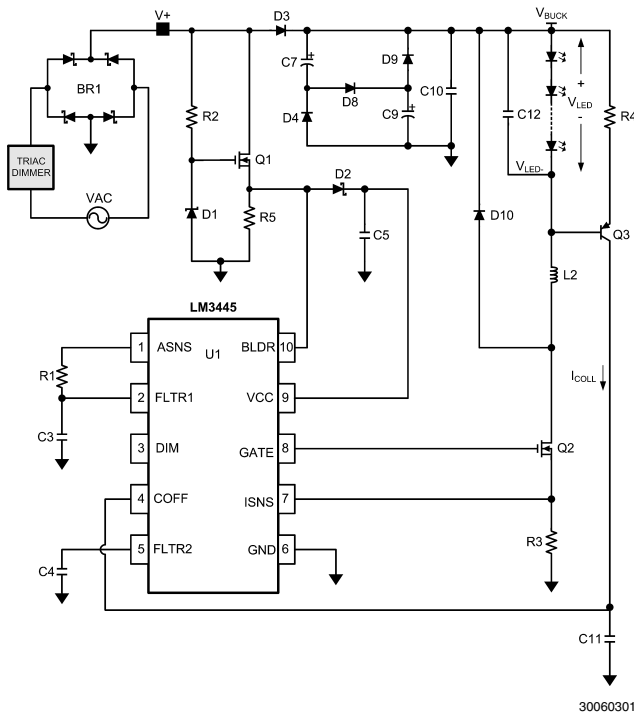 V+
D3
VBUCK
C7
D9
BR1
D8
C10
C12
VLED
+
-
R4
R2
D4
C9
TRIAC
DIMMER
Q1
VLED-
D2
VAC
D1
R5
C5
D10
Q3
L2
LM3445
1 ASNS
U1
BLDR 10
R1
ICOLL
2 FLTR1
VCC 9
C3
3 DIM
GATE 8
Q2
4 COFF
ISNS 7
R3
5 FLTR2
GND 6
C4
C11
30060301